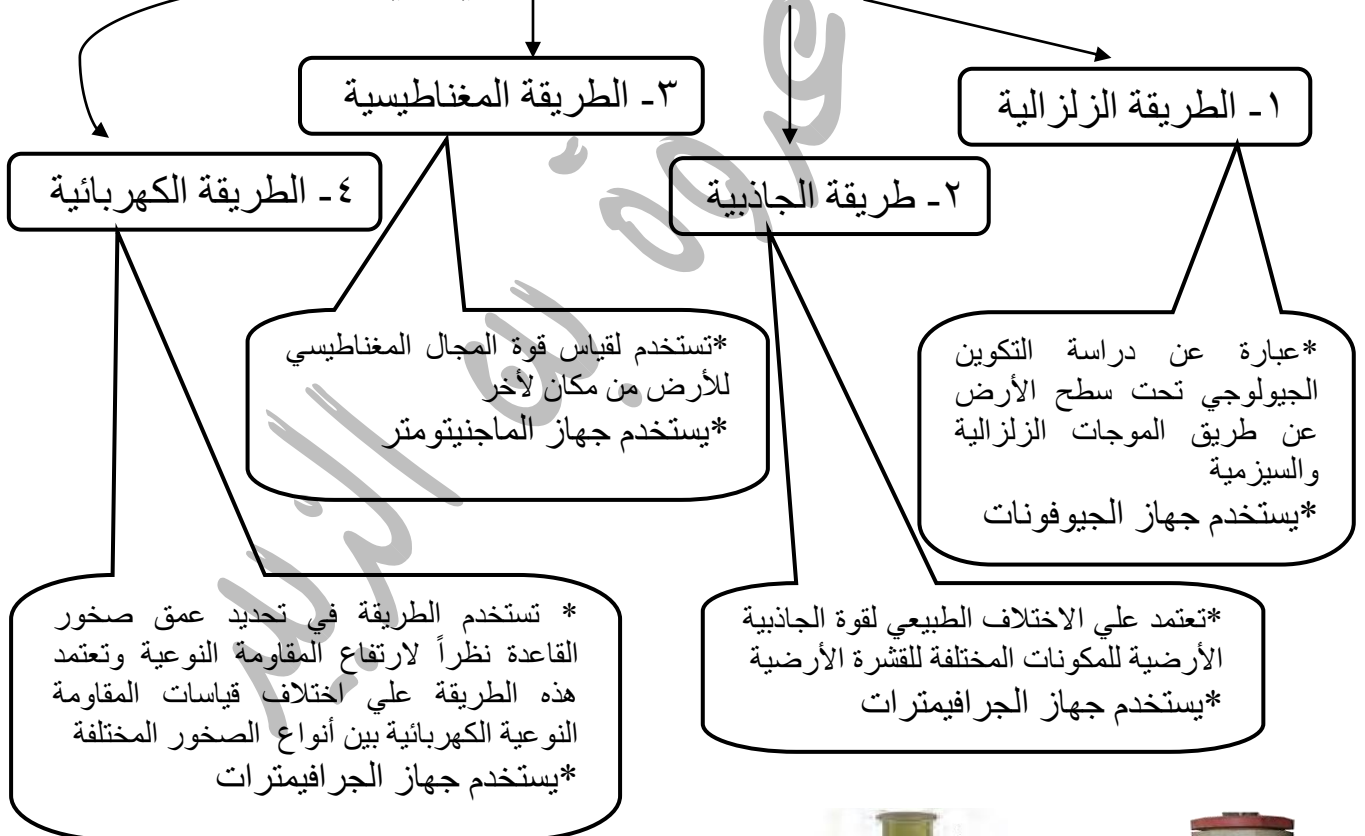 ١- الطريقة الزلزالية
*عبارة عن دراسة التكوين
الجيولوجي تحت سطح الأرض
عن طريق الموجات الزلزالية
والسيزمية
*يستخدم جهاز الجيوفونات
٢- طريقة الجاذبية
*تعتمد علي الاختلاف الطبيعي لقوة الجاذبية
الأرضية للمكونات المختلفة للقشرة الأرضية
*يستخدم جهاز الجرافيمترات
٣- الطريقة المغناطيسية
*تستخدم لقياس قوة المجال المغناطيسي
للأرض من مكان لأخر
*يستخدم جهاز الماجنيتومتر
٤- الطريقة الكهربائية
* تستخدم الطريقة في تحديد عمق صخور
القاعدة نظراً لارتفاع المقاومة النوعية وتعتمد
هذه الطريقة علي اختلاف قياسات المقاومة
النوعية الكهربائية بين أنواع الصخور المختلفة
*يستخدم جهاز الجرافيمترات
عروة بن الزبير